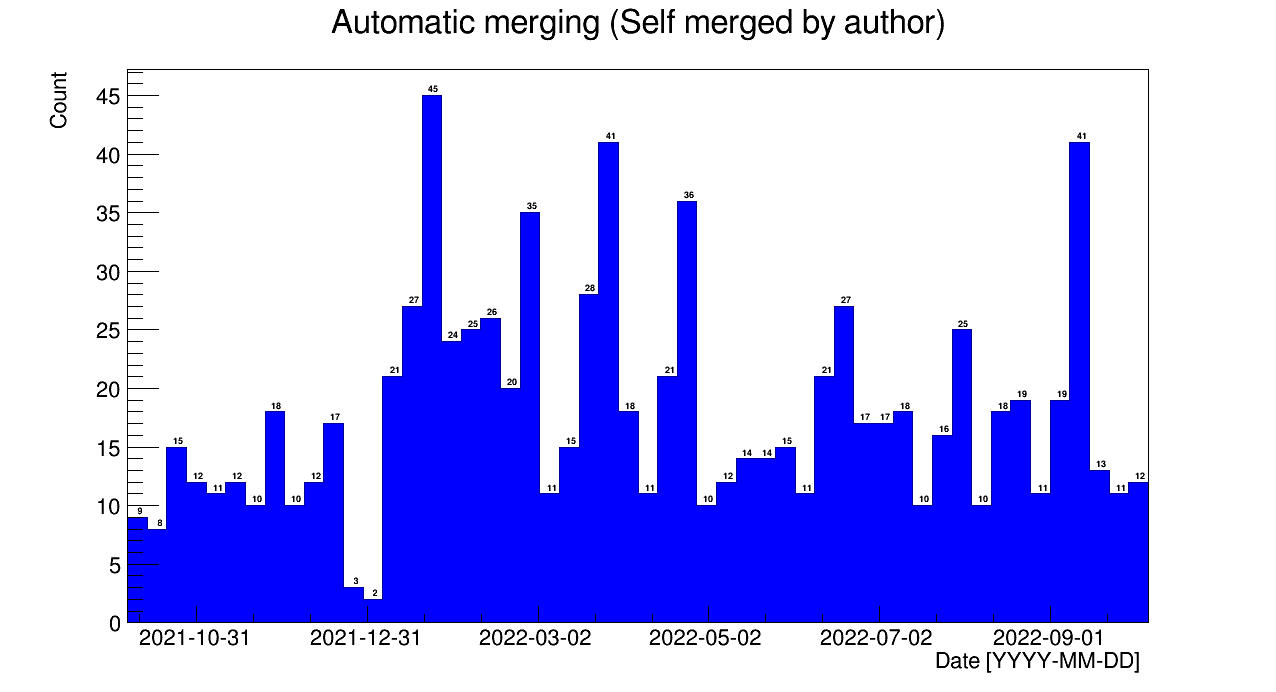 Automatic merging (Self merged by author)
Count
45
40
35
30
25
20
15
10
5
0
9 8 15 12 11 12 10 18 10 12 17 3 2 21 27 45 24 25 26 20 35 11 15 28 41 18 11 21 36 10 12 14 14 15 11 21 27 17 17 18 10 16 25 10 18 19 11 19 41 13 11 12
2021-10-31 2021-12-31 2022-03-02 2022-05-02 2022-07-02 2022-09-01
Date [YYYY-MM-DD]